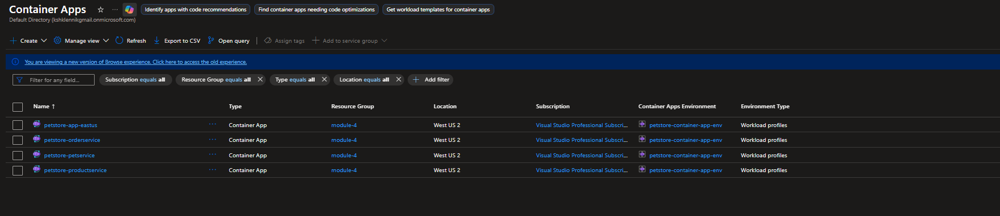 Container Apps ☆ ··· Identify apps with code recommendations Find container apps needing code optimizations Get workload templates for container apps
Default Directory (kshklennikgmail.onmicrosoft.com)
Create Manage view Refresh Export to CSV Open query Assign tags Add to service group
You are viewing a new version of Browse experience. Click here to access the old experience.
Filter for any field... Subscription equals all Resource Group equals all Type equals all Location equals all Add filter
Name ↑ Type Resource Group Location Subscription Container Apps Environment Environment Type
petstore-app-eastus ··· Container App module-4 West US 2 Visual Studio Professional Subscri... petstore-container-app-env Workload profiles
petstore-orderservice ··· Container App module-4 West US 2 Visual Studio Professional Subscri... petstore-container-app-env Workload profiles
petstore-petservice ··· Container App module-4 West US 2 Visual Studio Professional Subscri... petstore-container-app-env Workload profiles
petstore-productservice ··· Container App module-4 West US 2 Visual Studio Professional Subscri... petstore-container-app-env Workload profiles